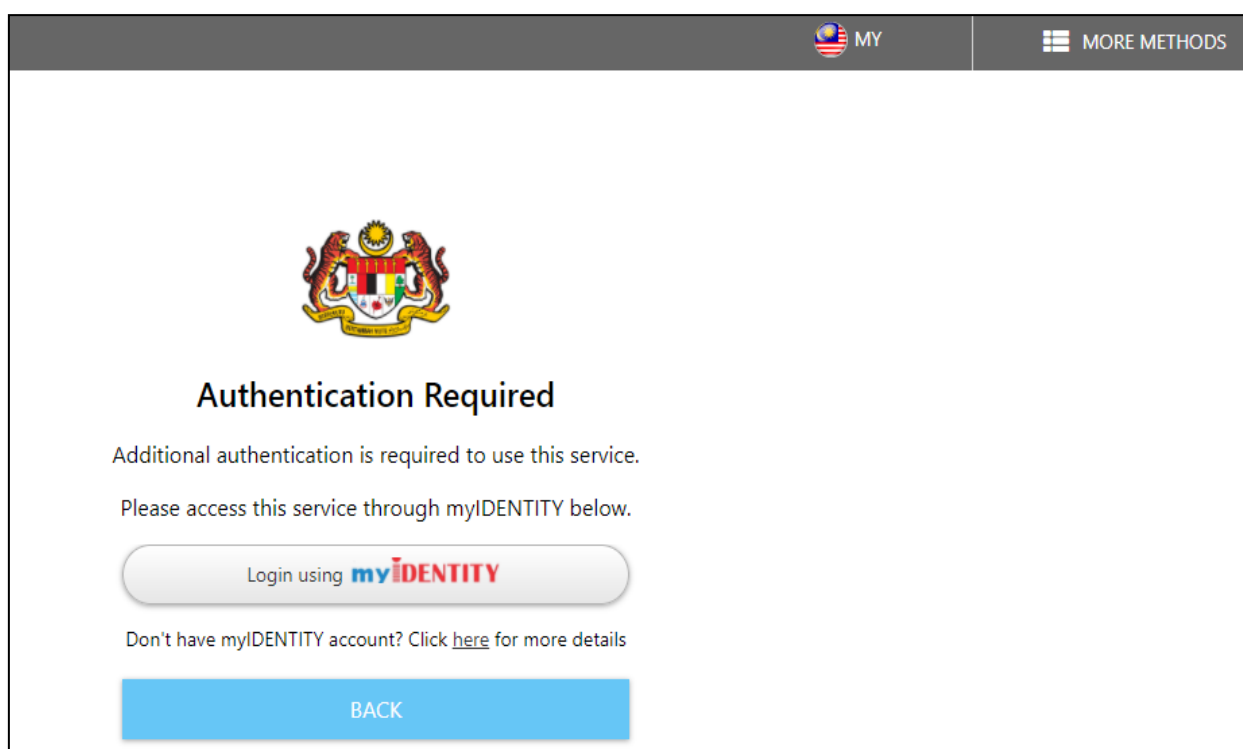 MY
MORE METHODS
Authentication Required
Additional authentication is required to use this service.
Please access this service through myIDENTITY below.
Login using myIDENTITY
Don't have myIDENTITY account? Click here for more details
BACK